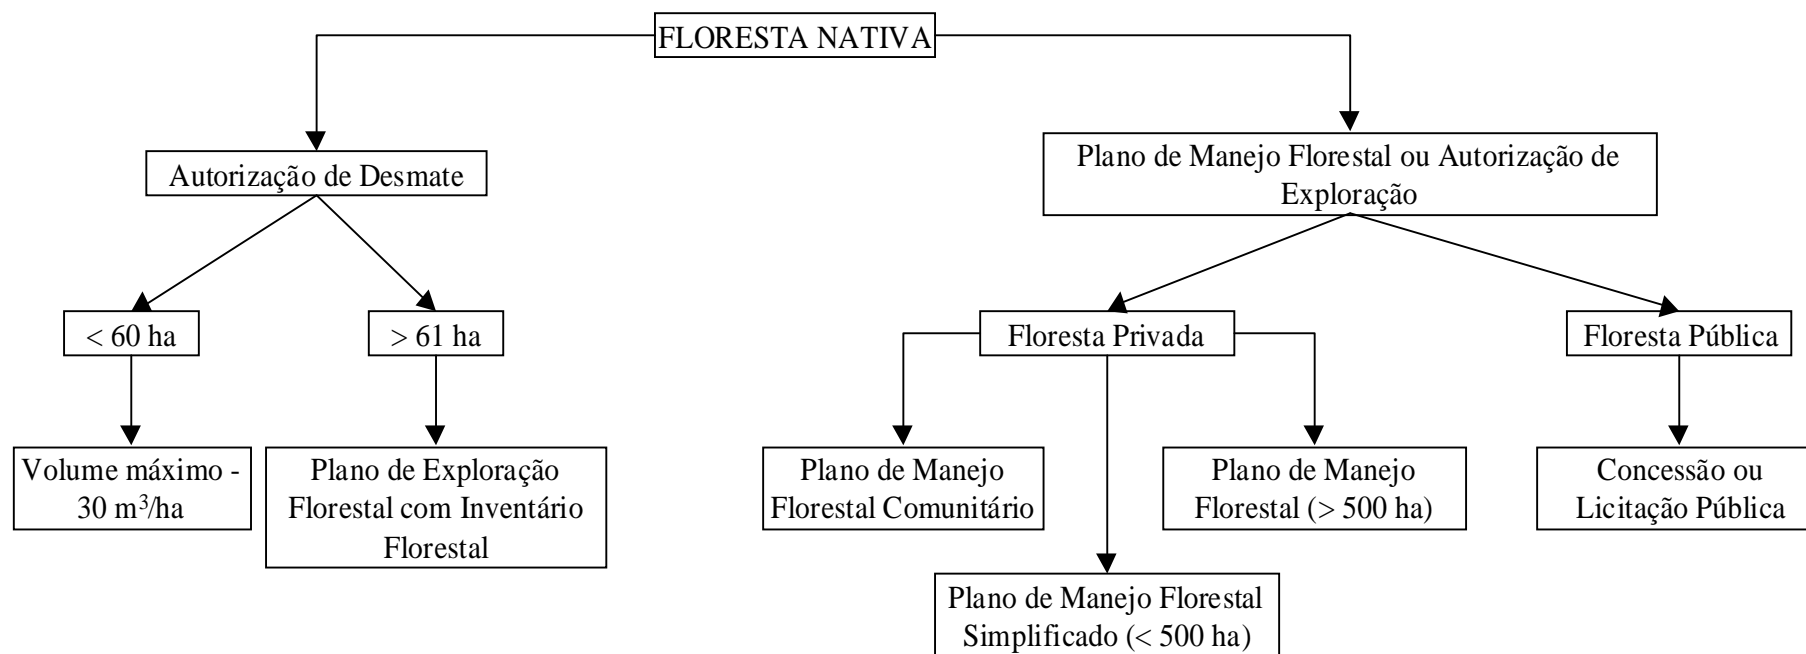 FLORESTA NATIVA
Autorização de Desmate
Plano de Manejo Florestal ou Autorização de
Exploração
< 60 ha
> 61 ha
Floresta Privada
Floresta Pública
Volume máximo -
30 m³/ha
Plano de Exploração
Florestal com Inventário
Florestal
Plano de Manejo
Florestal Comunitário
Plano de Manejo
Florestal (> 500 ha)
Concessão ou
Licitação Pública
Plano de Manejo Florestal
Simplificado (< 500 ha)